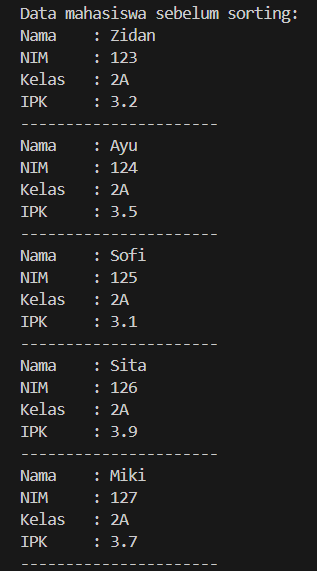 Data mahasiswa sebelum sorting:
Nama    : Zidan
NIM     : 123
Kelas   : 2A
IPK     : 3.2
----------------------
Nama    : Ayu
NIM     : 124
Kelas   : 2A
IPK     : 3.5
----------------------
Nama    : Sofi
NIM     : 125
Kelas   : 2A
IPK     : 3.1
----------------------
Nama    : Sita
NIM     : 126
Kelas   : 2A
IPK     : 3.9
----------------------
Nama    : Miki
NIM     : 127
Kelas   : 2A
IPK     : 3.7
----------------------